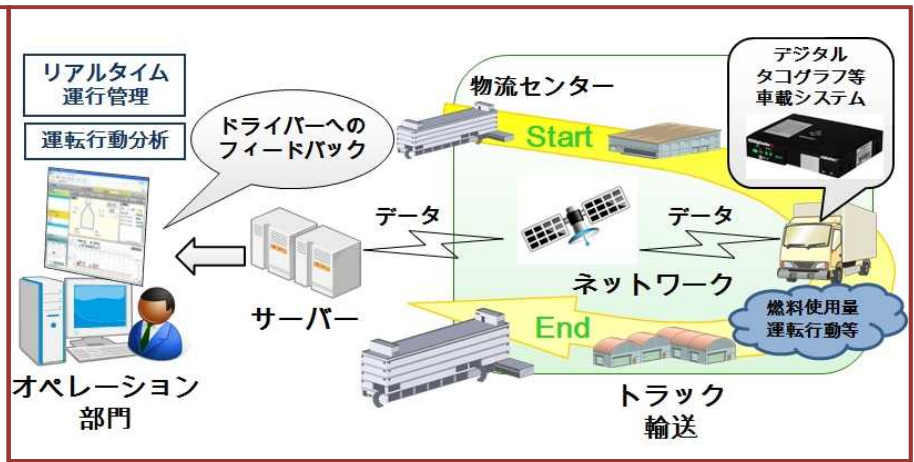 リアルタイム
運行管理
運転行動分析
ドライバーへの
フィードバック
物流センター
Start
デジタル
タコグラフ等
車載システム
データ
データ
サーバー
ネットワーク
燃料使用量
運転行動等
End
オペレーション
部門
トラック
輸送